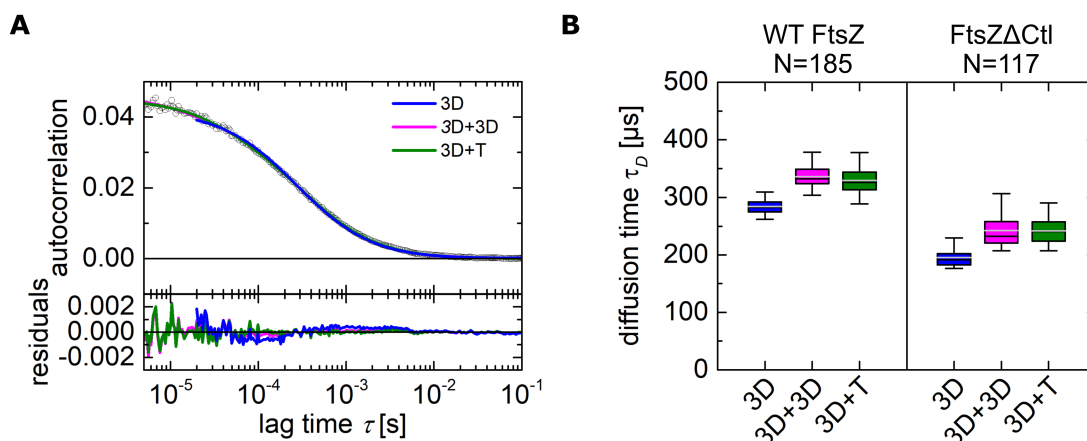 A
autocorrelation
0.04
0.02
0.00
3D
3D+3D
3D+T
residuals
0.002
0.000
-0.002
10-5
10-4
10-3
10-2
10-1
lag time τ [s]
B
WT FtsZ
N=185
FtsZΔCtl
N=117
diffusion time τD [µs]
500
400
300
200
100
0
3D
3D+3D
3D+T
3D
3D+3D
3D+T